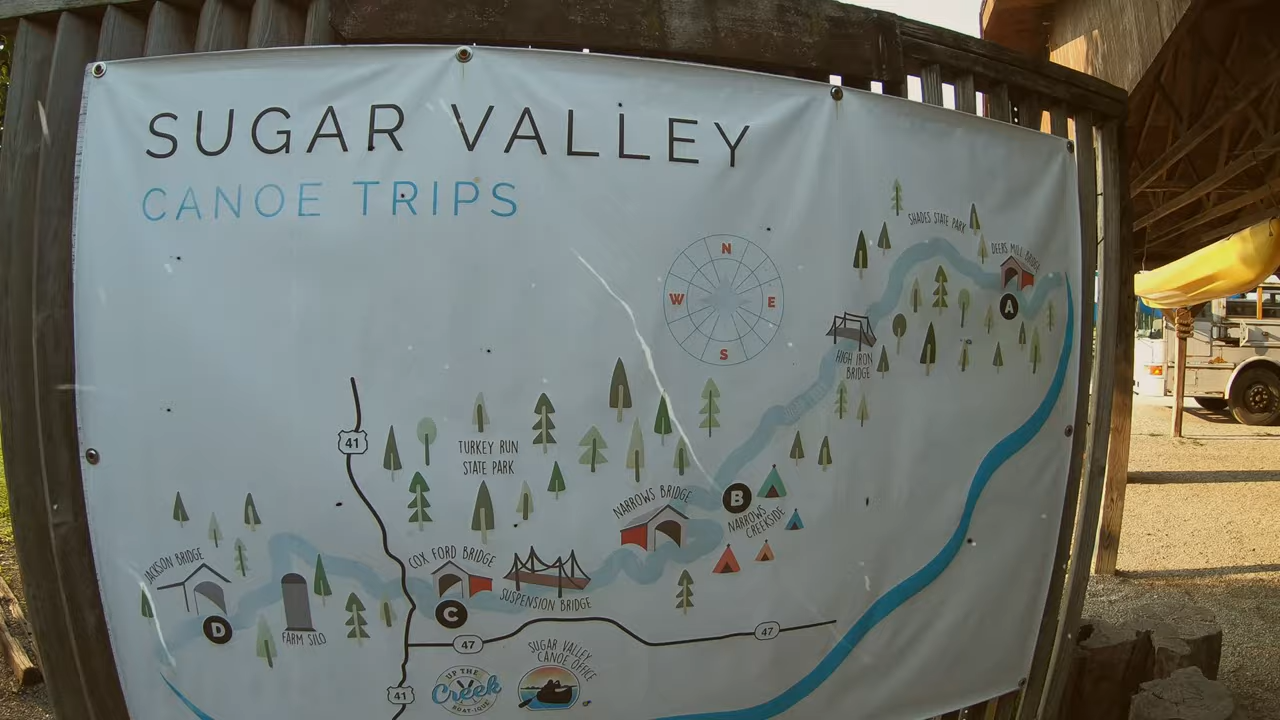 SUGAR VALLEY
CANOE TRIPS
N
W
E
S
SHADES STATE PARK
DEERS MILL BRIDGE
A
HIGH IRON
BRIDGE
41
TURKEY RUN
STATE PARK
NARROWS BRIDGE
B
NARROWS
CREEKSIDE
JACKSON BRIDGE
D
FARM SILO
COX FORD BRIDGE
C
SUSPENSION BRIDGE
47
47
41
UP THE
Creek
BOAT-IQUE
SUGAR VALLEY
CANOE OFFICE